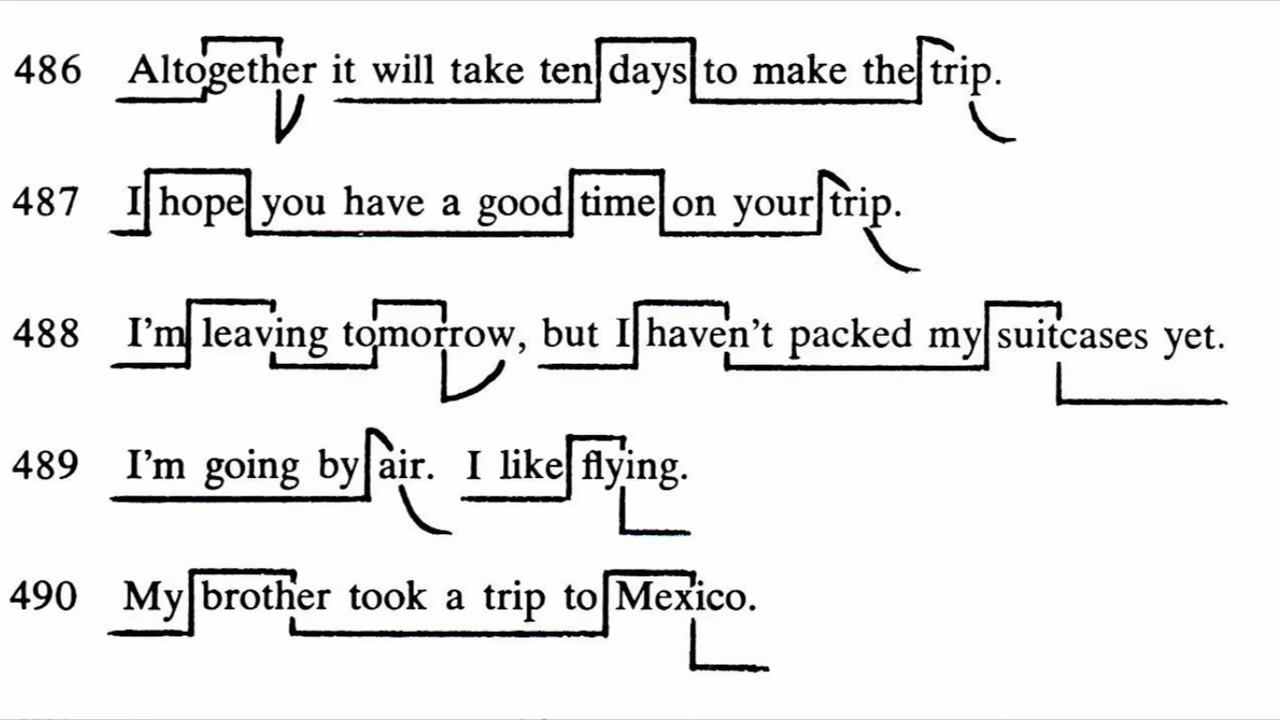 486 Altogether it will take ten days to make the trip.
487 I hope you have a good time on your trip.
488 I'm leaving tomorrow, but I haven't packed my suitcases yet.
489 I'm going by air. I like flying.
490 My brother took a trip to Mexico.